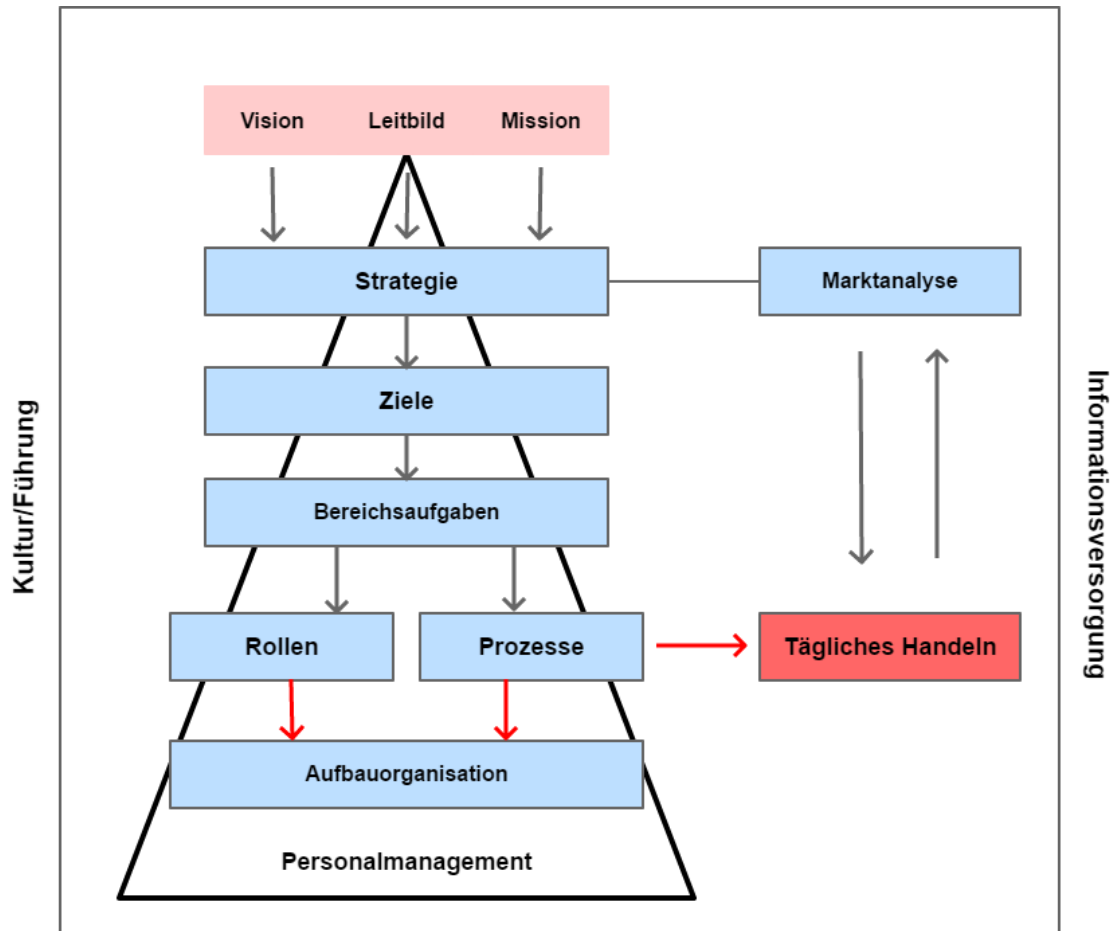 Vision Leitbild Mission
Strategie
Marktanalyse
Ziele
Bereichsaufgaben
Rollen
Prozesse
Tägliches Handeln
Aufbauorganisation
Personalmanagement
Kultur/Führung
Informationsversorgung